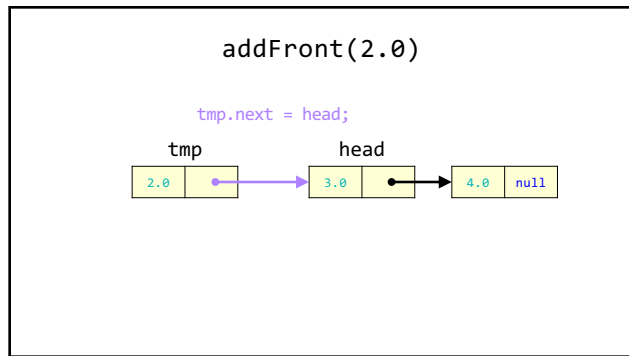 addFront(2.0)
tmp.next = head;
tmp head
2.0 3.0 4.0 null